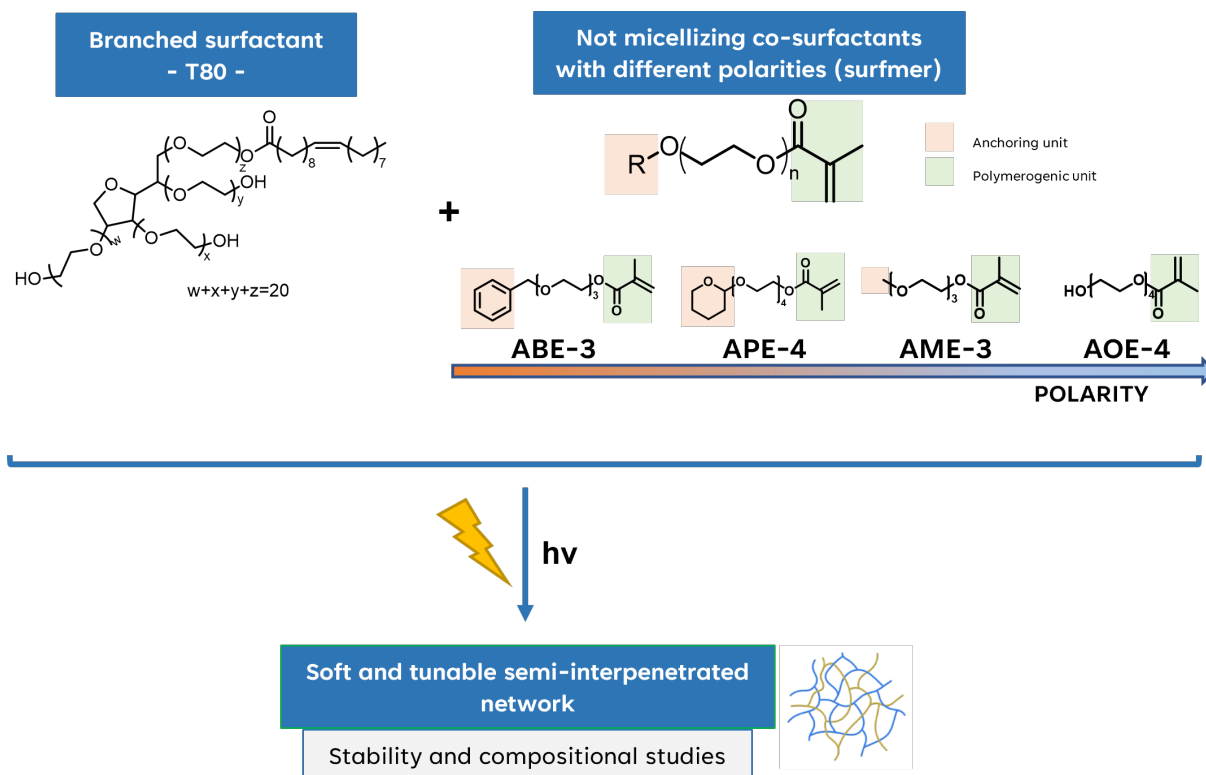 Branched surfactant
- T80 -
Not micellizing co-surfactants
with different polarities (surfmer)
O
O
O
z
8
7
O
OH
y
O
O
w
O
OH
x
HO
w+x+y+z=20
+
R
O
O
n
O
Anchoring unit
Polymerogenic unit
O
O
3
O
O
O
4
O
O
O
O
3
O
O
HO
O
4
O
ABE-3
APE-4
AME-3
AOE-4
POLARITY
hv
Soft and tunable semi-interpenetrated
network
Stability and compositional studies